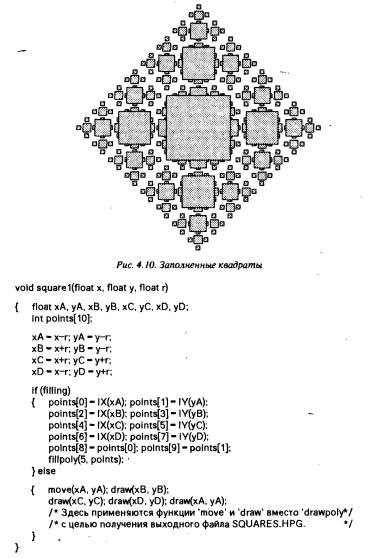 Рис. 4.10. Заполненные квадраты
void square1(float x, float y, float r)
{ float xA, yA, xB, yB, xC, yC, xD, yD;
int points[10];
xA = x-r; yA = y-r;
xB = x+r; yB = y-r;
xC = x+r; yC = y+r;
xD = x-r; yD = y+r;
if (filling)
{ points[0] = IX(xA); points[1] = IY(yA);
points[2] = IX(xB); points[3] = IY(yB);
points[4] = IX(xC); points[5] = IY(yC);
points[6] = IX(xD); points[7] = IY(yD);
points[8] = points[0]; points[9] = points[1];
fillpoly(5, points);
} else
{ move(xA, yA); draw(xB, yB);
draw(xC, yC); draw(xD, yD); draw(xA, yA);
/* Здесь применяются функции 'move' и 'draw' вместо 'drawpoly*/
/* с целью получения выходного файла SQUARES.HPG. */
}
}